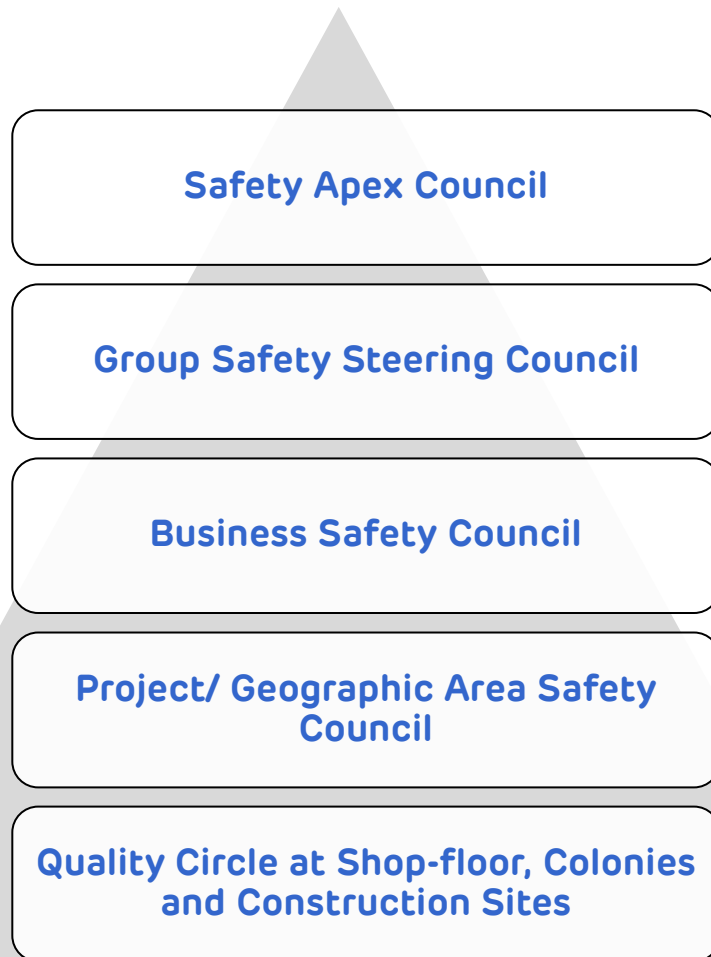 Safety Apex Council
Group Safety Steering Council
Business Safety Council
Project/ Geographic Area Safety
Council
Quality Circle at Shop-floor, Colonies
and Construction Sites